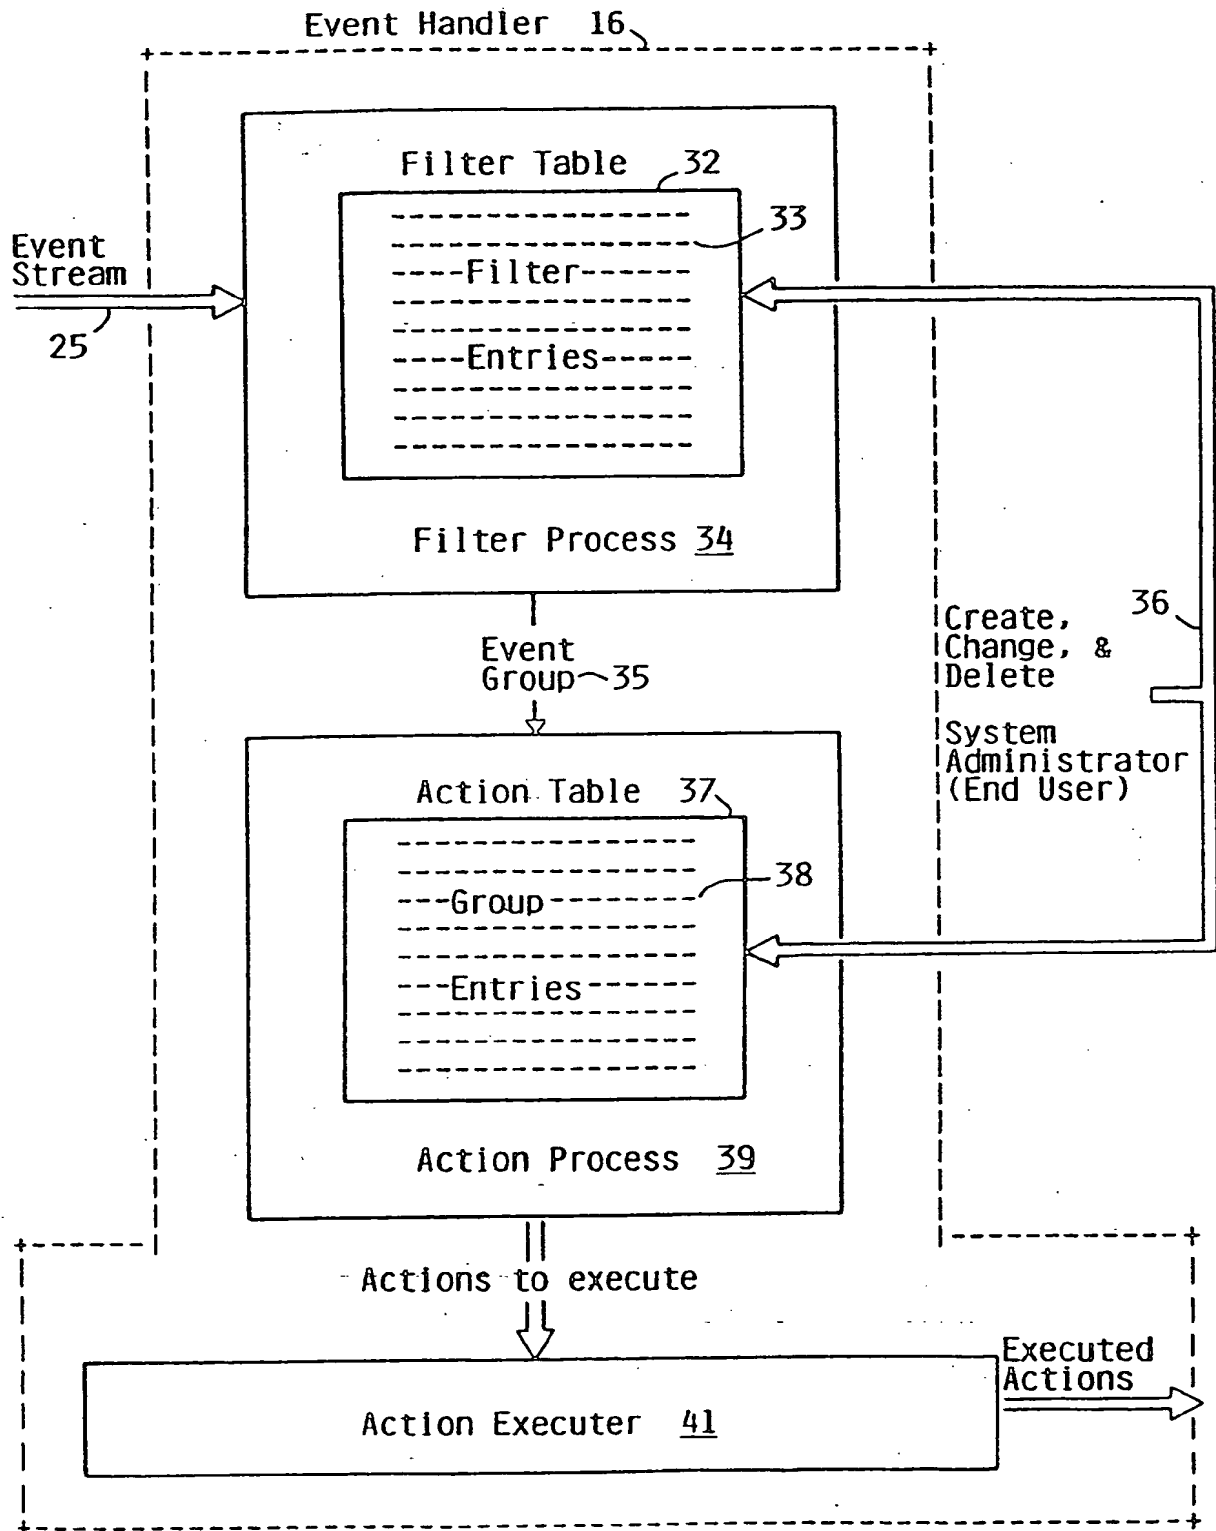 Event Handler 16
Filter Table 32
33
Filter
Entries
Event
Stream
25
Filter Process 34
Event
Group 35
36
Create,
Change, &
Delete
System
Administrator
(End User)
Action Table 37
38
Group
Entries
Action Process 39
Actions to execute
Executed
Actions
Action Executer 41